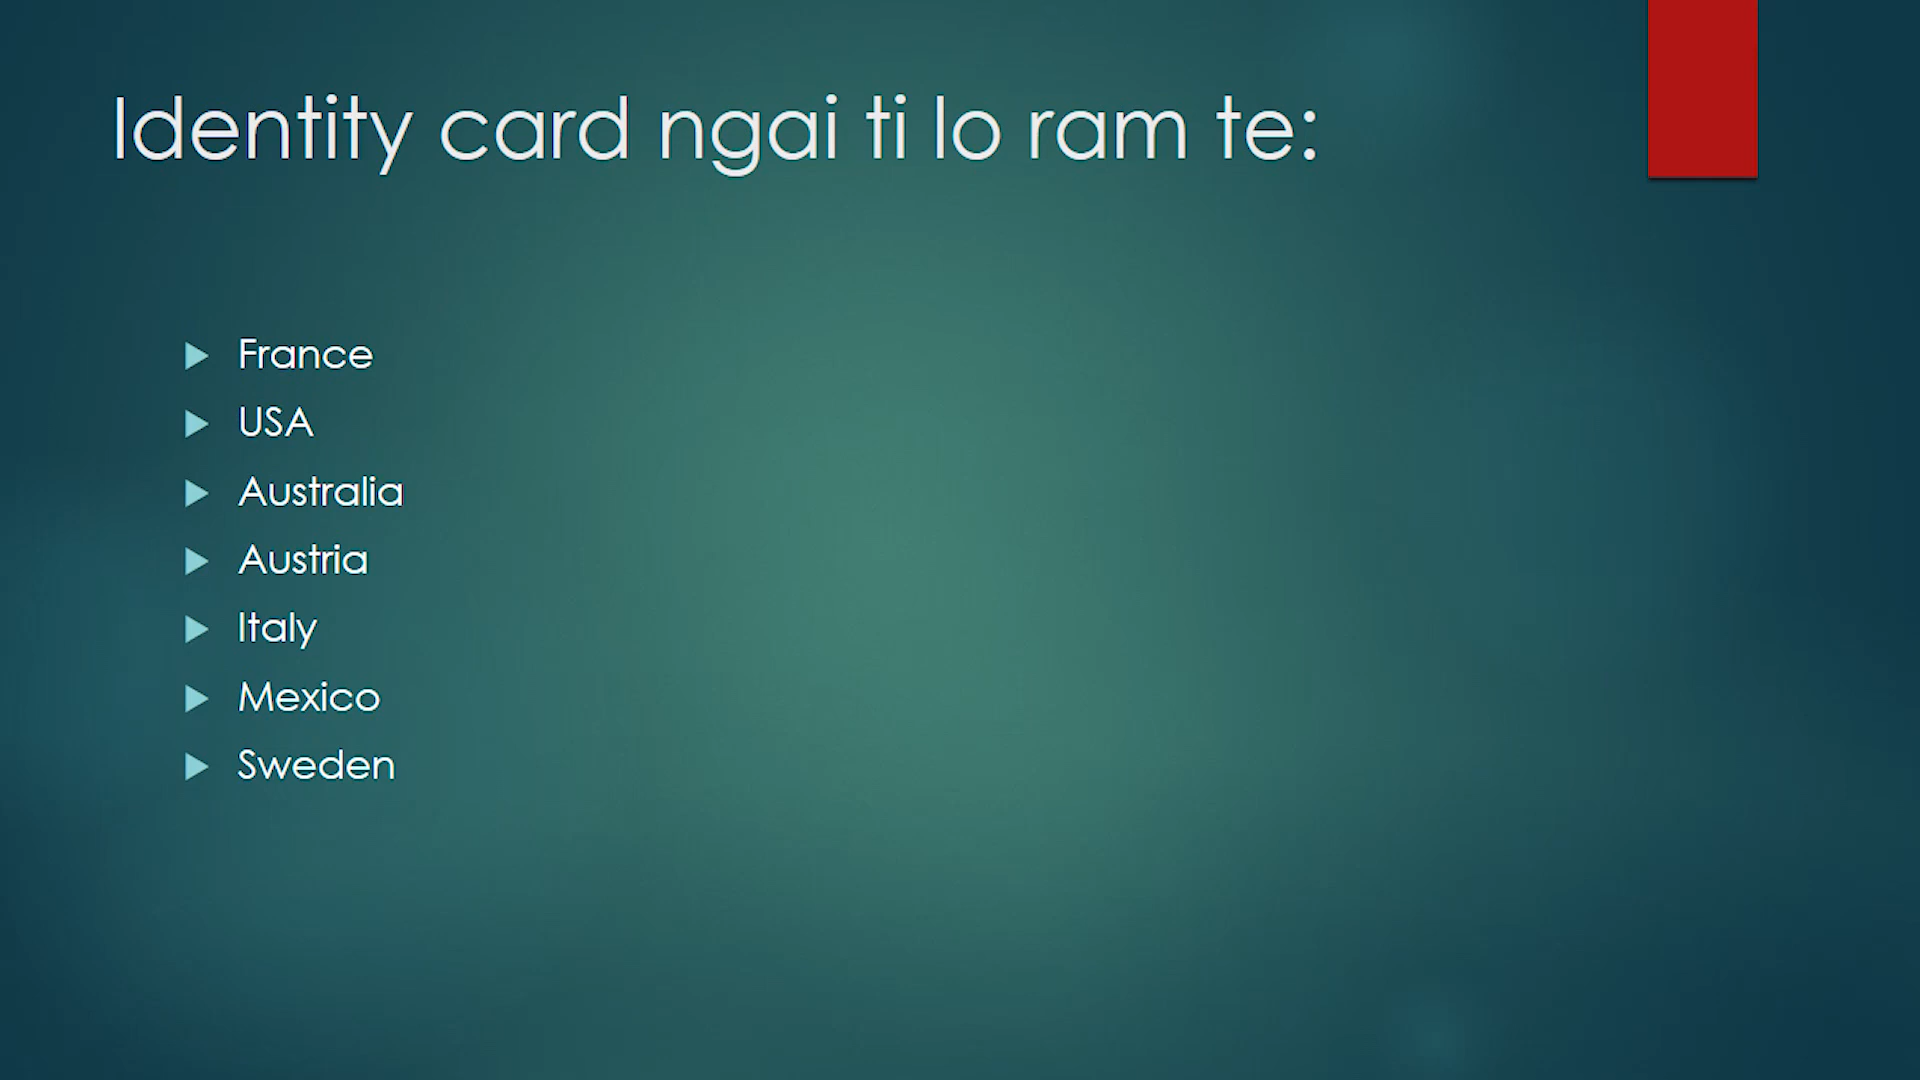 Identity card ngai ti lo ram te:
France
USA
Australia
Austria
Italy
Mexico
Sweden